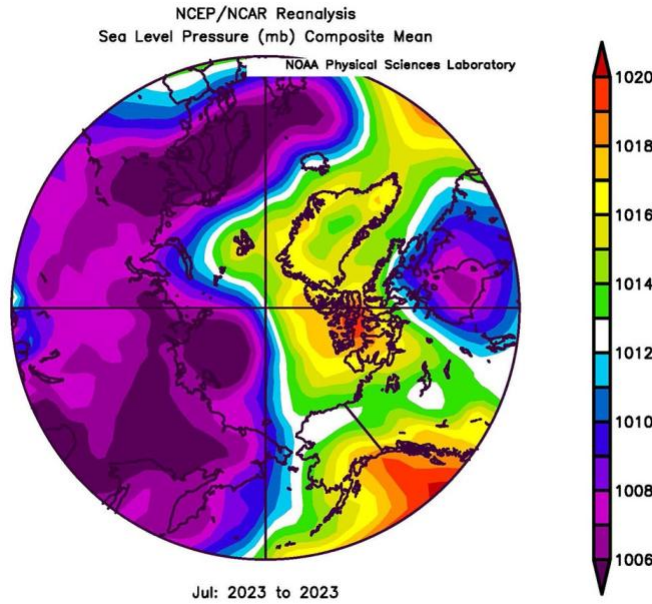 NCEP/NCAR Reanalysis
Sea Level Pressure (mb) Composite Mean
NOAA Physical Sciences Laboratory
1020
1018
1016
1014
1012
1010
1008
1006
Jul: 2023 to 2023